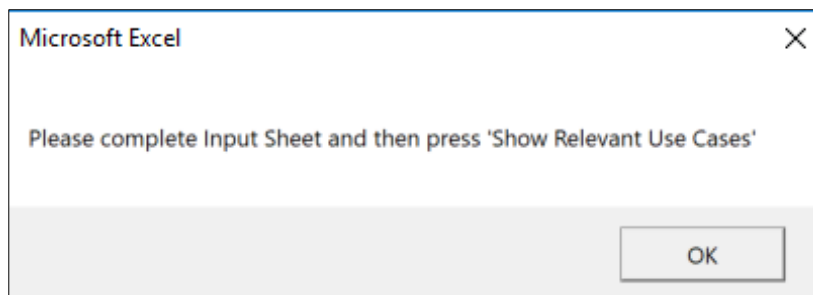 Microsoft Excel
Please complete Input Sheet and then press 'Show Relevant Use Cases'
OK